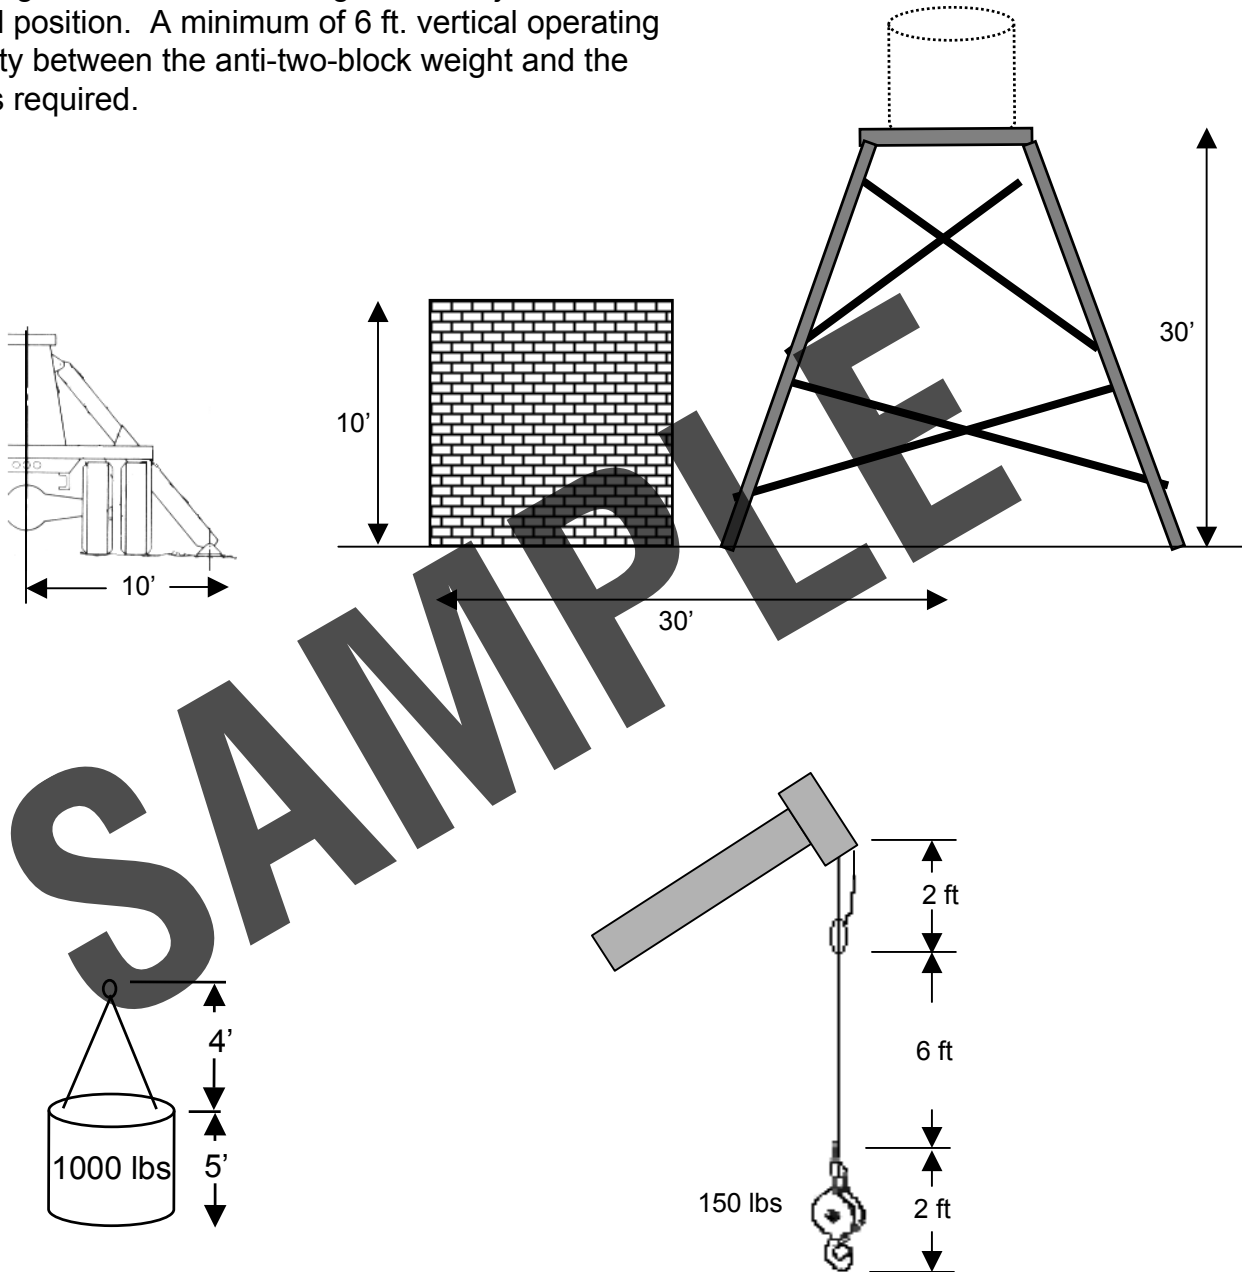 position. A minimum of 6 ft. vertical operating
between the anti-two-block weight and the
required.
30’
10’
10’
30’
SAMPLE
2 ft
4’
6 ft
1000 lbs
5’
150 lbs
2 ft